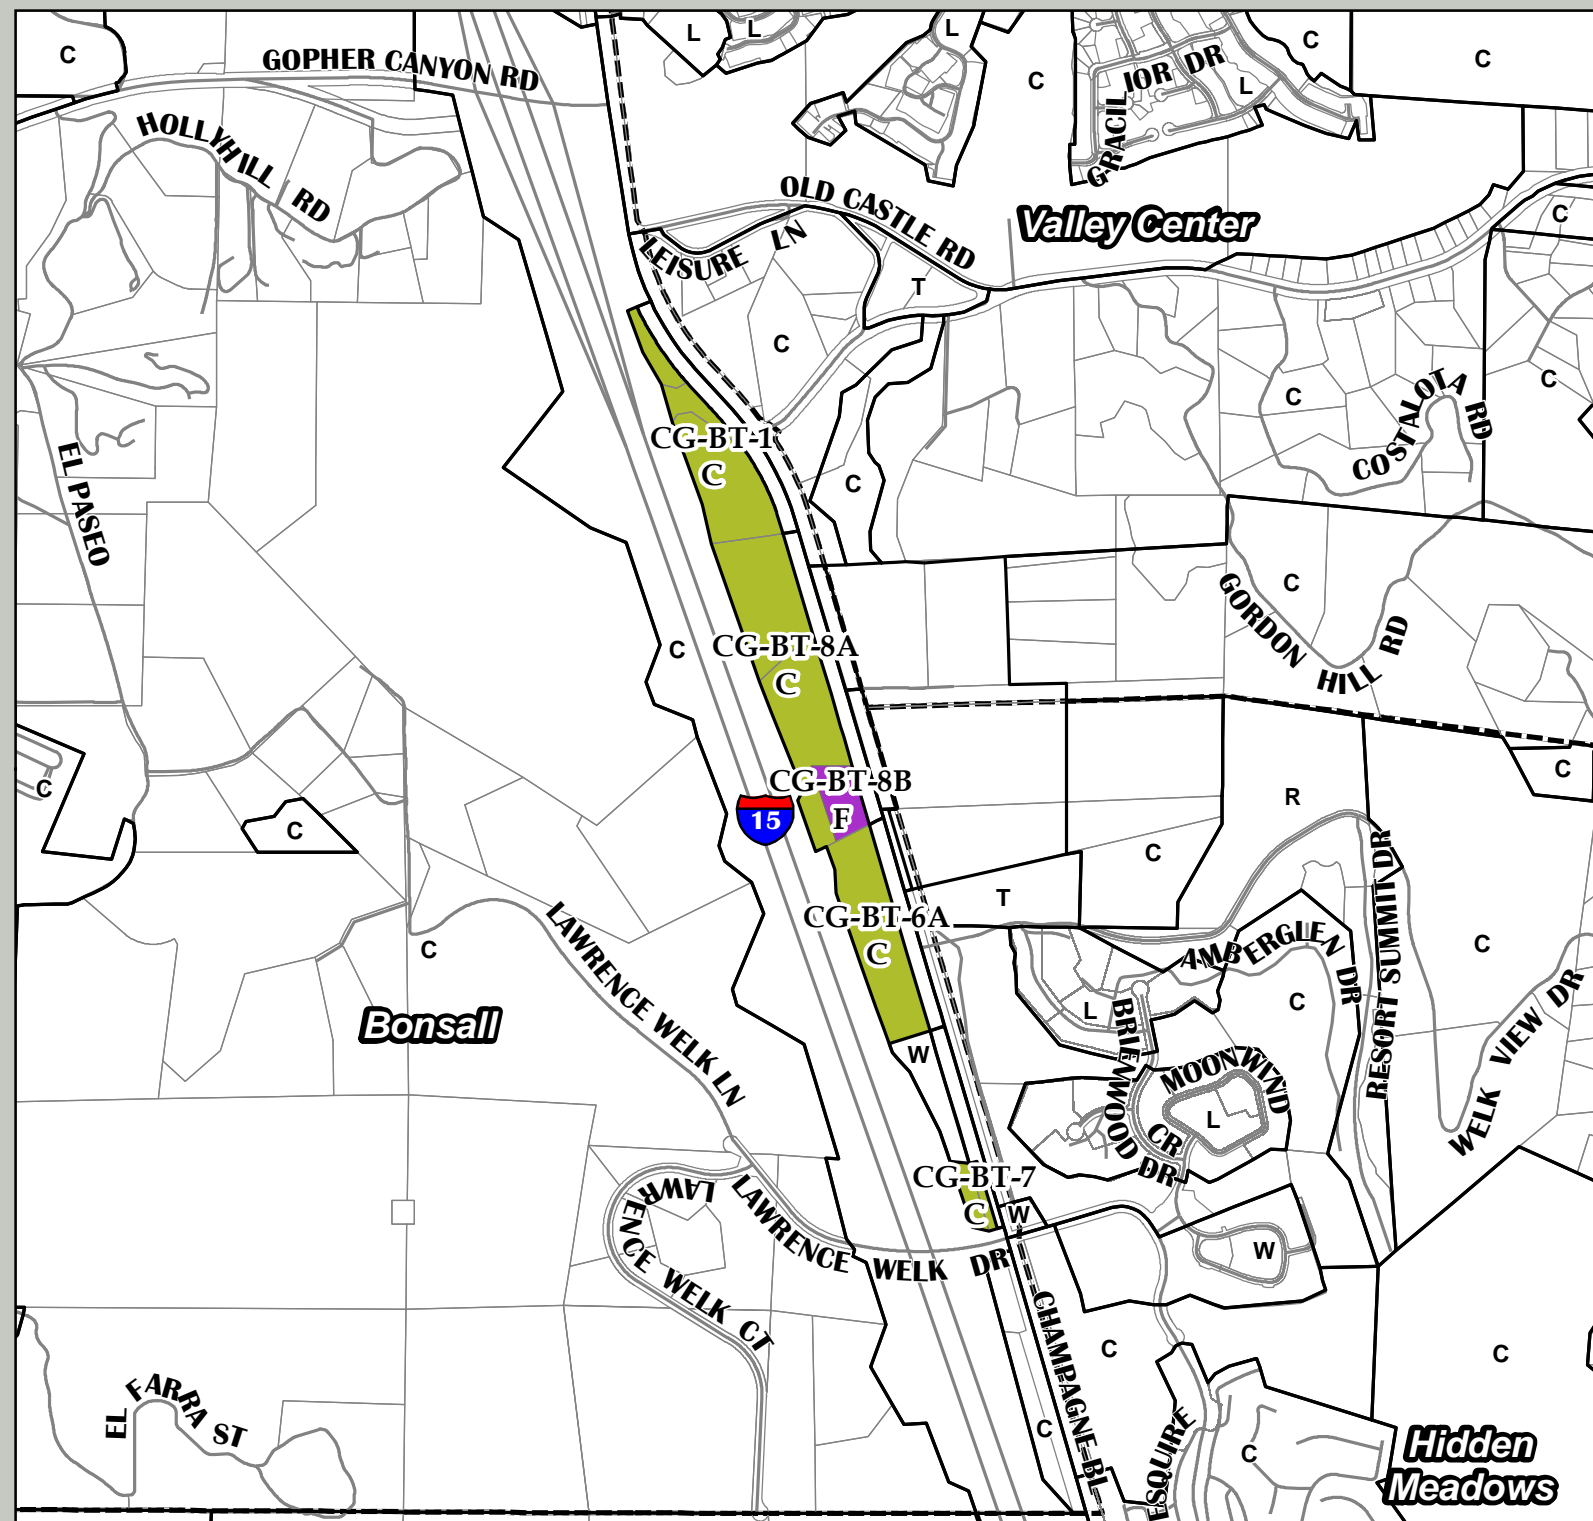 C
L
L
L
C
C
C
GOPHER CANYON RD
IOR DR
L
GRACIL
HOLLYHILL RD
OLD CASTLE RD
Valley Center
C
LEISURE LN
T
C
C
C
COSTALOTA RD
CG-BT-1
C
C
EL PASEO
C
GORDON HILL RD
C
CG-BT-8A
C
C
C
CG-BT-8B
F
15
R
C
C
T
RESORT SUMMIT DR
CG-BT-6A
C
LAWRENCE WELK LN
C
AMBERGLEN DR
C
C
WELK VIEW DR
L
BRIEWOOD DR
Bonsall
W
MOONWIND CR
L
CG-BT-7
C
W
LAWRENCE WELK CT
LAWRENCE WELK DR
W
CHAMPAGNE BL
C
C
EL FARRA ST
C
ESQUIRE
C
Hidden
Meadows